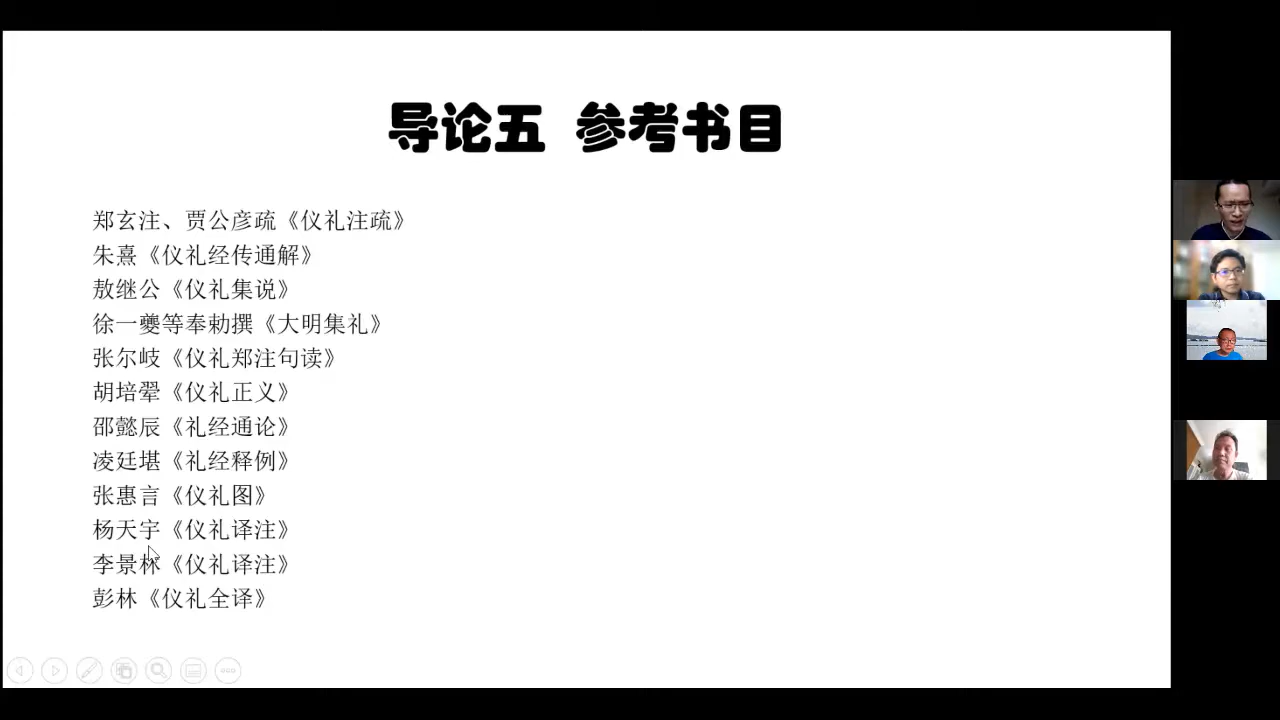 导论五 参考书目
郑玄注、贾公彦疏《仪礼注疏》
朱熹《仪礼经传通解》
敖继公《仪礼集说》
徐一夔等奉勅撰《大明集礼》
张尔岐《仪礼郑注句读》
胡培翚《仪礼正义》
邵懿辰《礼经通论》
凌廷堪《礼经释例》
张惠言《仪礼图》
杨天宇《仪礼译注》
李景林《仪礼译注》
彭林《仪礼全译》